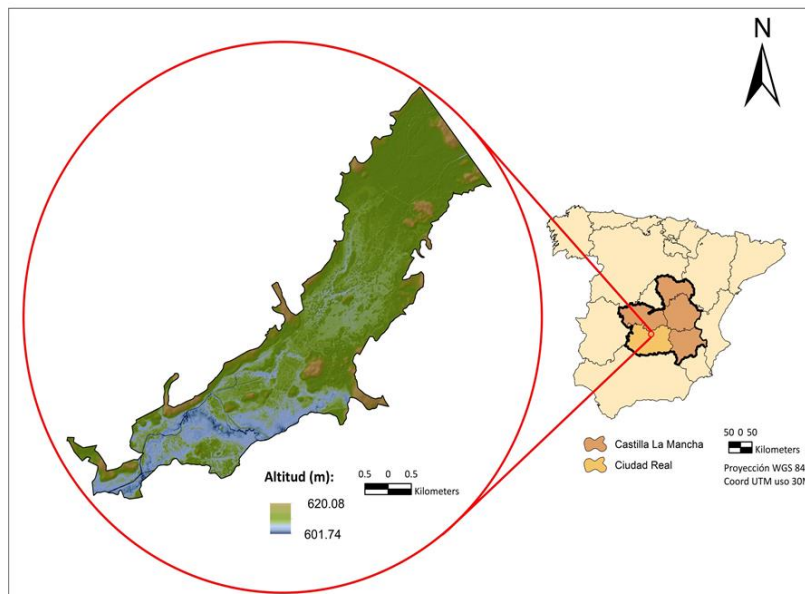 N
Altitud (m):
620.08
601.74
0.5 0 0.5
Kilometers
Castilla La Mancha
Ciudad Real
50 0 50
Kilometers
Proyección WGS 84
Coord UTM uso 30N